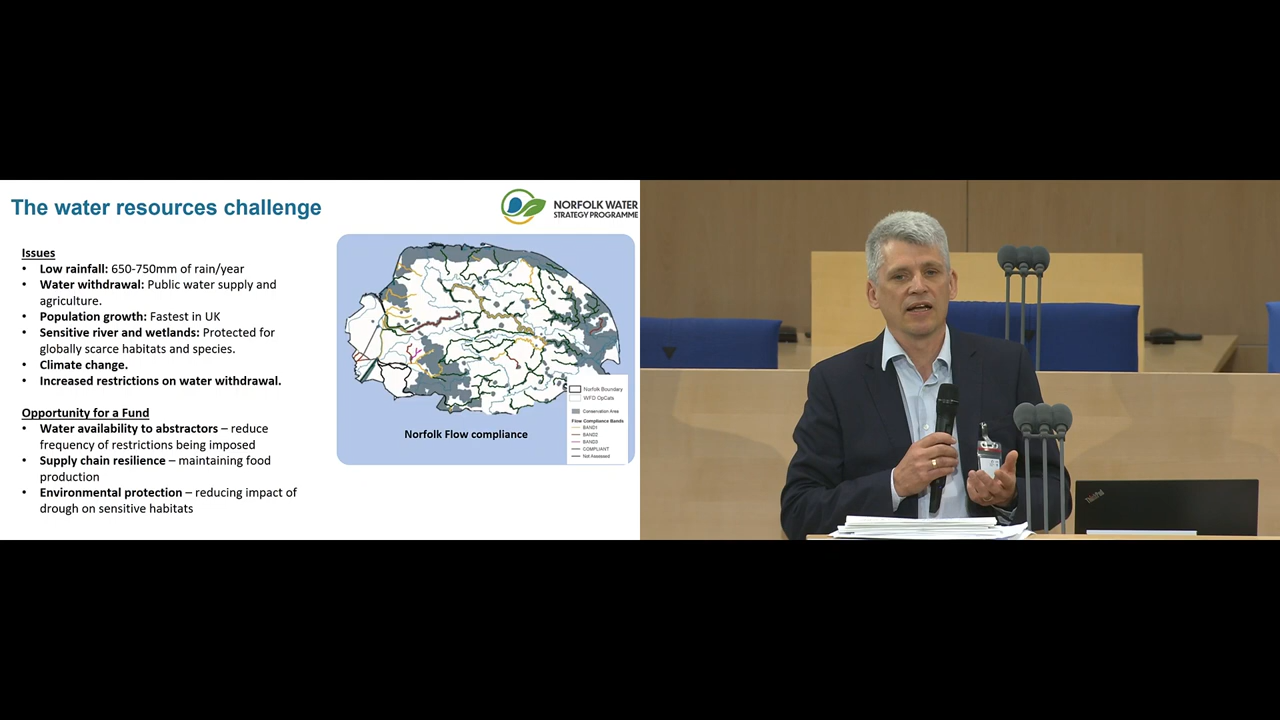 The water resources challenge
NORFOLK WATER
STRATEGY PROGRAMME
Issues
• Low rainfall: 650-750mm of rain/year
• Water withdrawal: Public water supply and
agriculture.
• Population growth: Fastest in UK
• Sensitive river and wetlands: Protected for
globally scarce habitats and species.
• Climate change.
• Increased restrictions on water withdrawal.
Opportunity for a Fund
• Water availability to abstractors – reduce
frequency of restrictions being imposed
• Supply chain resilience – maintaining food
production
• Environmental protection – reducing impact of
drough on sensitive habitats
Norfolk Flow compliance
Norfolk Boundary
WFD OpCats
Conservation Area
Flow Compliance Bands
BAND1
BAND2
BAND3
COMPLIANT
Not Assessed
ThinkPad